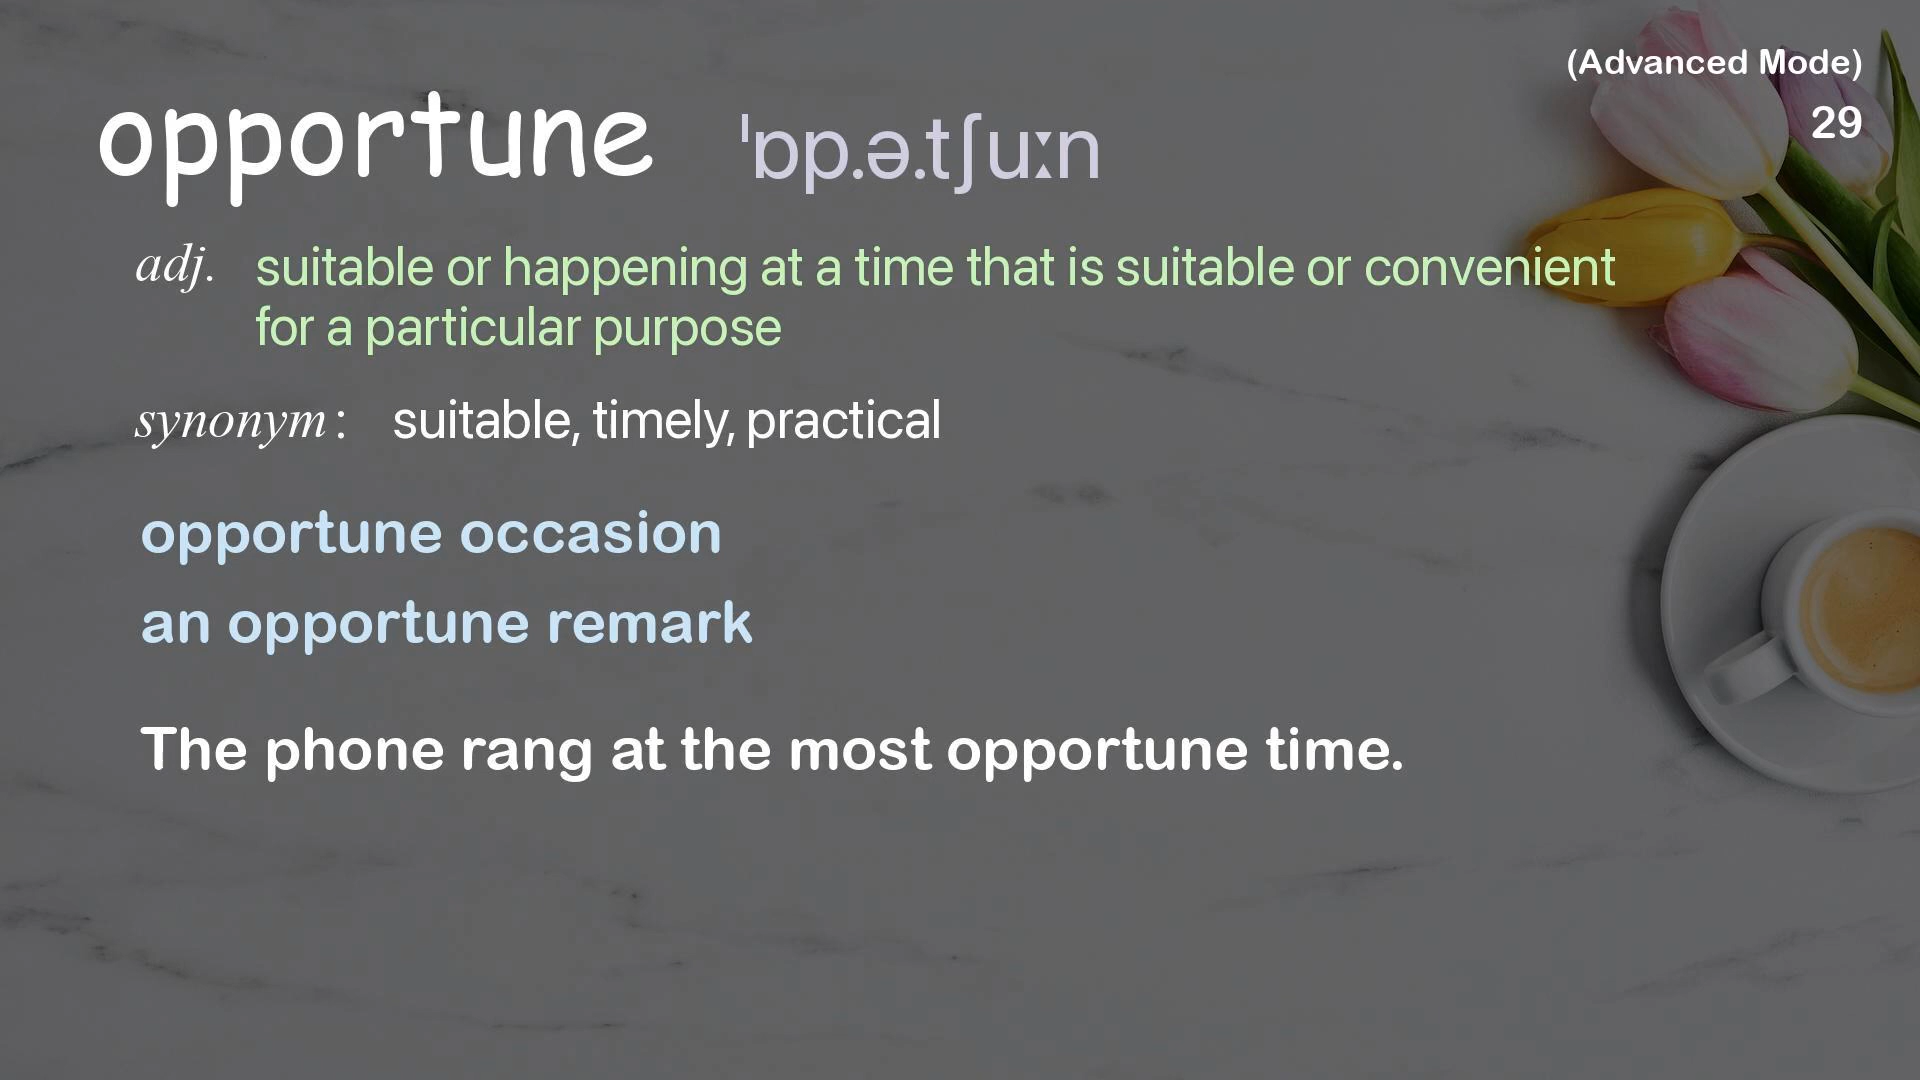 (Advanced Mode)
29
opportune ˈɒp.ə.tʃuːn
adj. suitable or happening at a time that is suitable or convenient
for a particular purpose
synonym: suitable, timely, practical
opportune occasion
an opportune remark
The phone rang at the most opportune time.